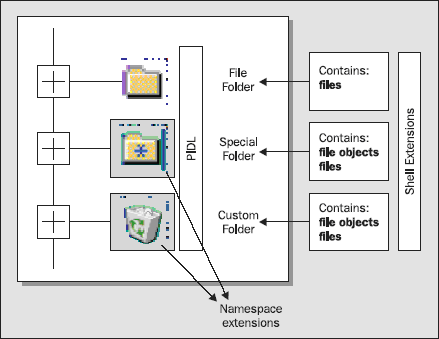 File
Folder
Contains:
files
PIDL
Special
Folder
Contains:
file objects
files
Shell Extensions
Custom
Folder
Contains:
file objects
files
Namespace
extensions